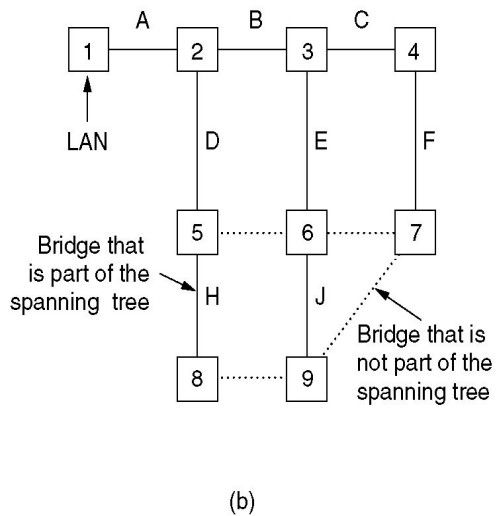 A B C
1 2 3 4
LAN
D E F
5 6 7
Bridge that
is part of the
spanning tree
H J
Bridge that is
not part of the
spanning tree
8 9
(b)